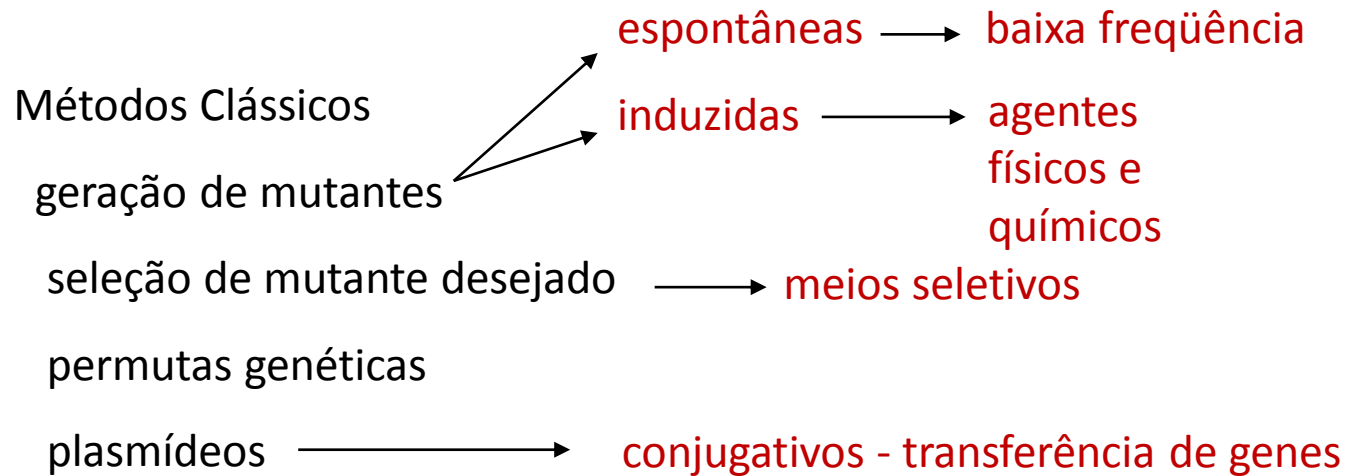 espontâneas baixa freqüência
Métodos Clássicos
induzidas agentes
físicos e
químicos
geração de mutantes
seleção de mutante desejado meios seletivos
permutas genéticas
plasmídeos conjugativos - transferência de genes